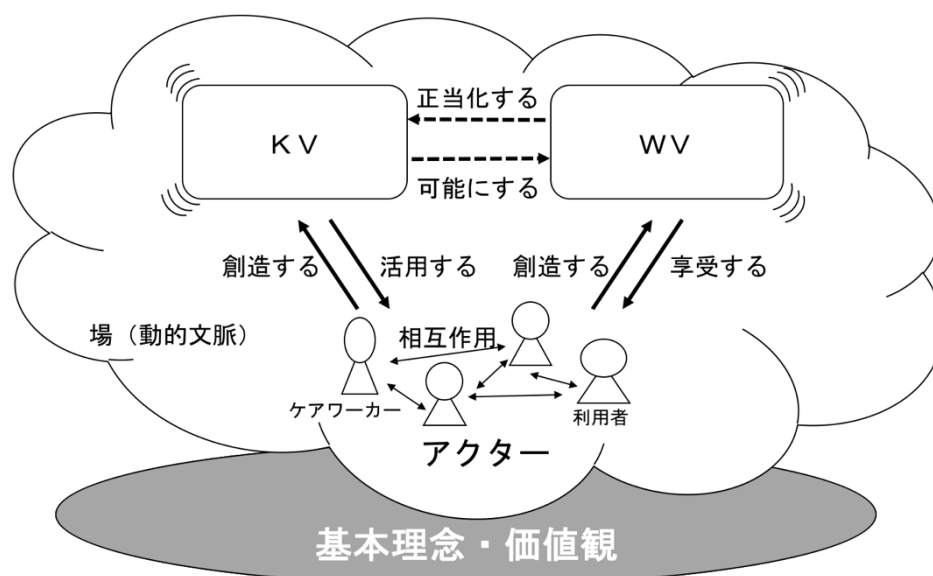 正当化する
ＫＶ
ＷＶ
可能にする
創造する
活用する
創造する
享受する
場（動的文脈）
相互作用
ケアワーカー
利用者
アクター
基本理念・価値観